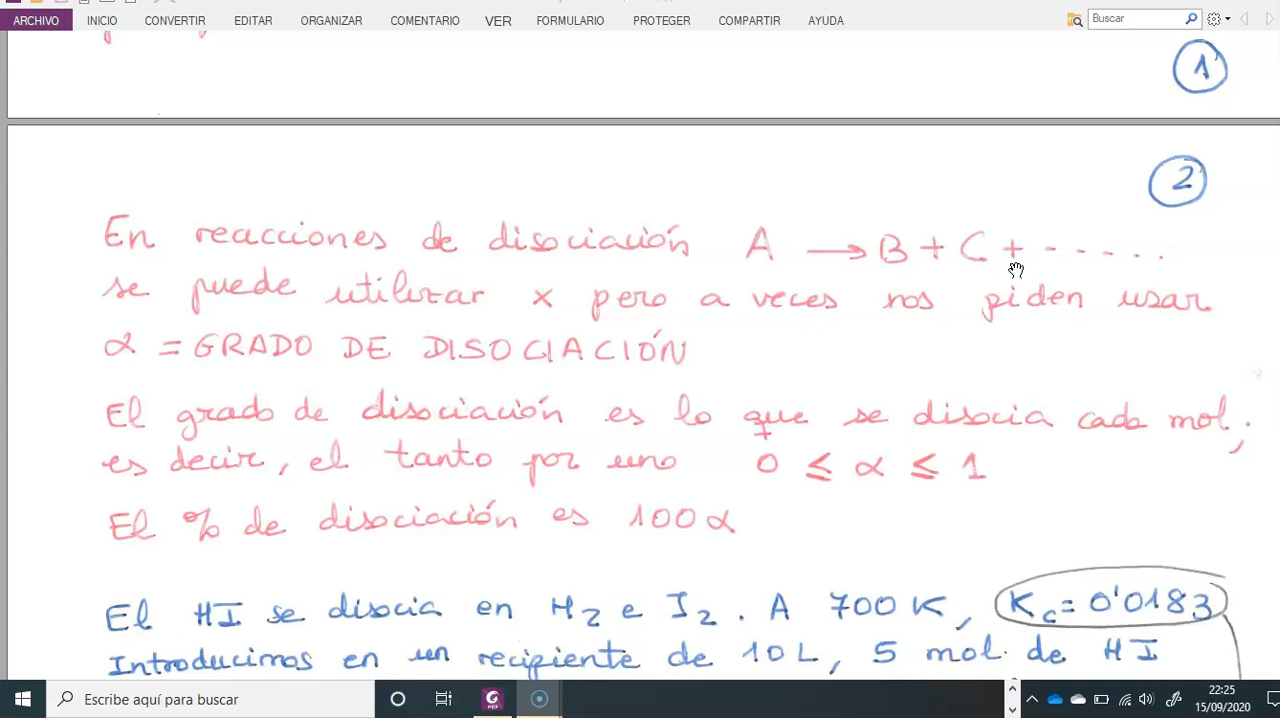 ARCHIVO INICIO CONVERTIR EDITAR ORGANIZAR COMENTARIO VER FORMULARIO PROTEGER COMPARTIR AYUDA Buscar
1
2
En reacciones de disociación A → B + C + - - - . .
se puede utilizar x pero a veces nos piden usar
α = GRADO DE DISOCIACIÓN
El grado de disociación es lo que se disocia cada mol;
es decir, el tanto por uno 0 ≤ α ≤ 1
El % de disociación es 100α
El HI se disocia en H2 e I2. A 700 K, Kc = 0'0183
Introducimos en un recipiente de 10 L, 5 mol. de HI
Escribe aquí para buscar
PDF
22:25
15/09/2020